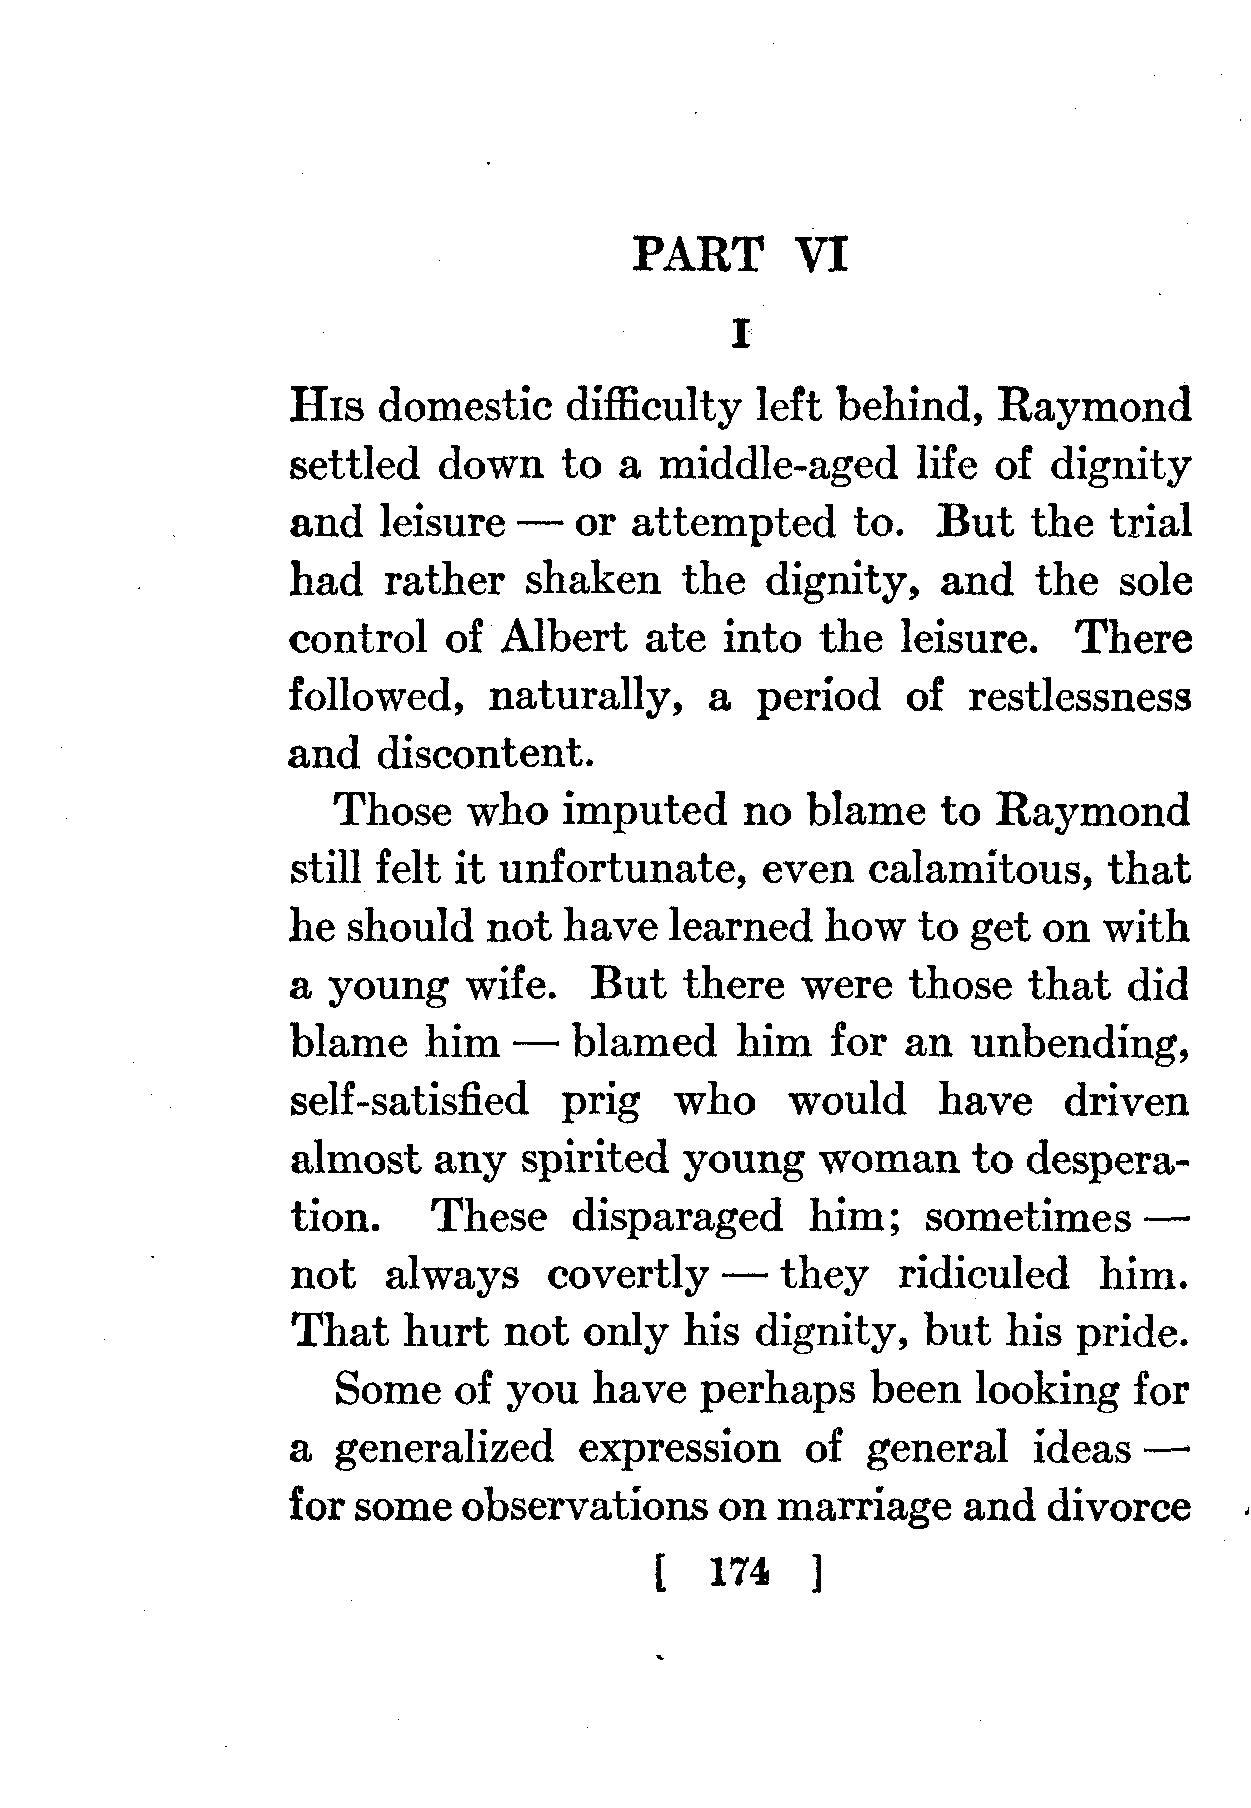 PART VI
I
His domestic difficulty left behind, Raymond
settled down to a middle-aged life of dignity
and leisure — or attempted to. But the trial
had rather shaken the dignity, and the sole
control of Albert ate into the leisure. There
followed, naturally, a period of restlessness
and discontent.
Those who imputed no blame to Raymond
still felt it unfortunate, even calamitous, that
he should not have learned how to get on with
a young wife. But there were those that did
blame him — blamed him for an unbending,
self-satisfied prig who would have driven
almost any spirited young woman to despera-
tion. These disparaged him; sometimes —
not always covertly — they ridiculed him.
That hurt not only his dignity, but his pride.
Some of you have perhaps been looking for
a generalized expression of general ideas —
for some observations on marriage and divorce
[ 174 ]